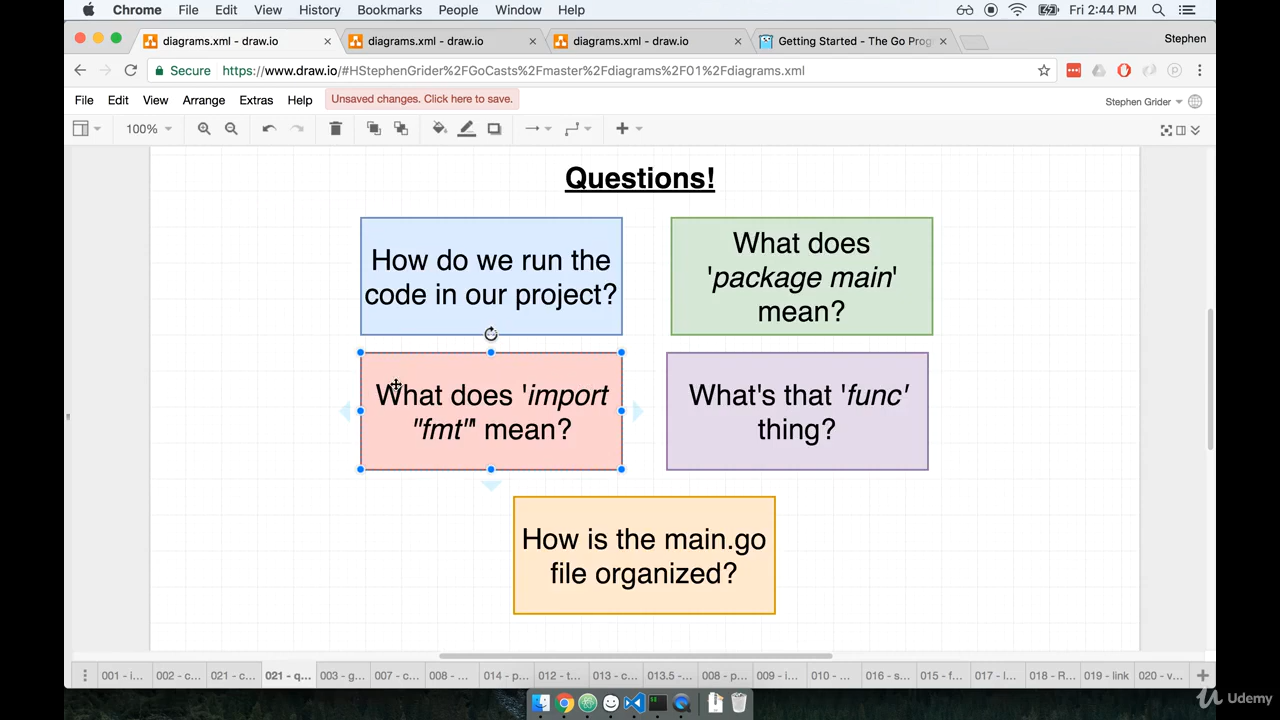 Chrome File Edit View History Bookmarks People Window Help Fri 2:44 PM
diagrams.xml - draw.io diagrams.xml - draw.io diagrams.xml - draw.io Getting Started - The Go Prog Stephen
Secure https://www.draw.io/#HStephenGrider%2FGoCasts%2Fmaster%2Fdiagrams%2F01%2Fdiagrams.xml
File Edit View Arrange Extras Help Unsaved changes. Click here to save. Stephen Grider
100%
Questions!
How do we run the
code in our project?
What does
'package main'
mean?
What does 'import
"fmt"' mean?
What's that 'func'
thing?
How is the main.go
file organized?
001 - i... 002 - c... 021 - c... 021 - q... 003 - g... 007 - c... 008 - ... 014 - p... 012 - t... 013 - c... 013.5 -... 008 - p... 009 - i... 010 - ... 016 - s... 015 - f... 017 - i... 018 - R... 019 - link 020 - v...
Udemy